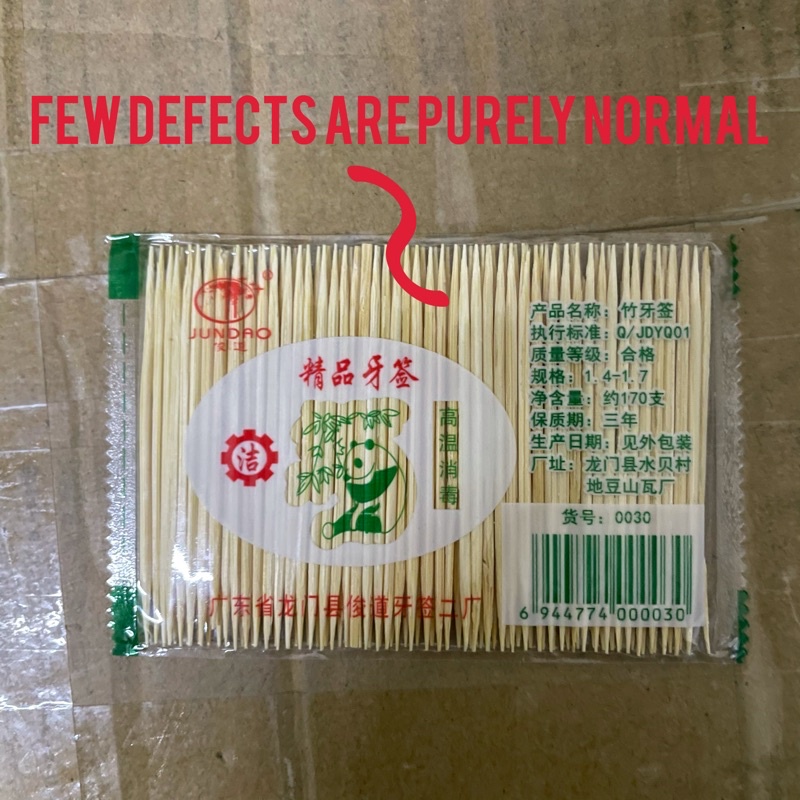 FEW DEFECTS ARE PURELY NORMAL
®
JUNDAO
俊道
精品牙签
洁
高温消毒
广东省龙门县俊道牙签二厂
产品名称：竹牙签
执行标准：Q/JDYQ01
质量等级：合格
规格：1.4-1.7
净含量：约170支
保质期：三年
生产日期：见外包装
厂址：龙门县水贝村
地豆山瓦厂
货号：0030
6 944774 000030